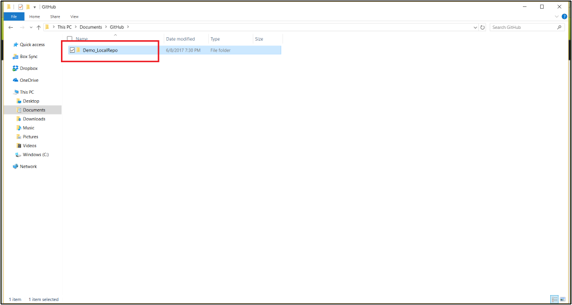 GitHub
File Home Share View
This PC > Documents > GitHub >
Search GitHub
Name Date modified Type Size
Demo_LocalRepo 6/8/2017 7:39 PM File folder
Quick access
Box Sync
Dropbox
OneDrive
This PC
Desktop
Documents
Downloads
Music
Pictures
Videos
Windows (C:)
Network
1 item 1 item selected